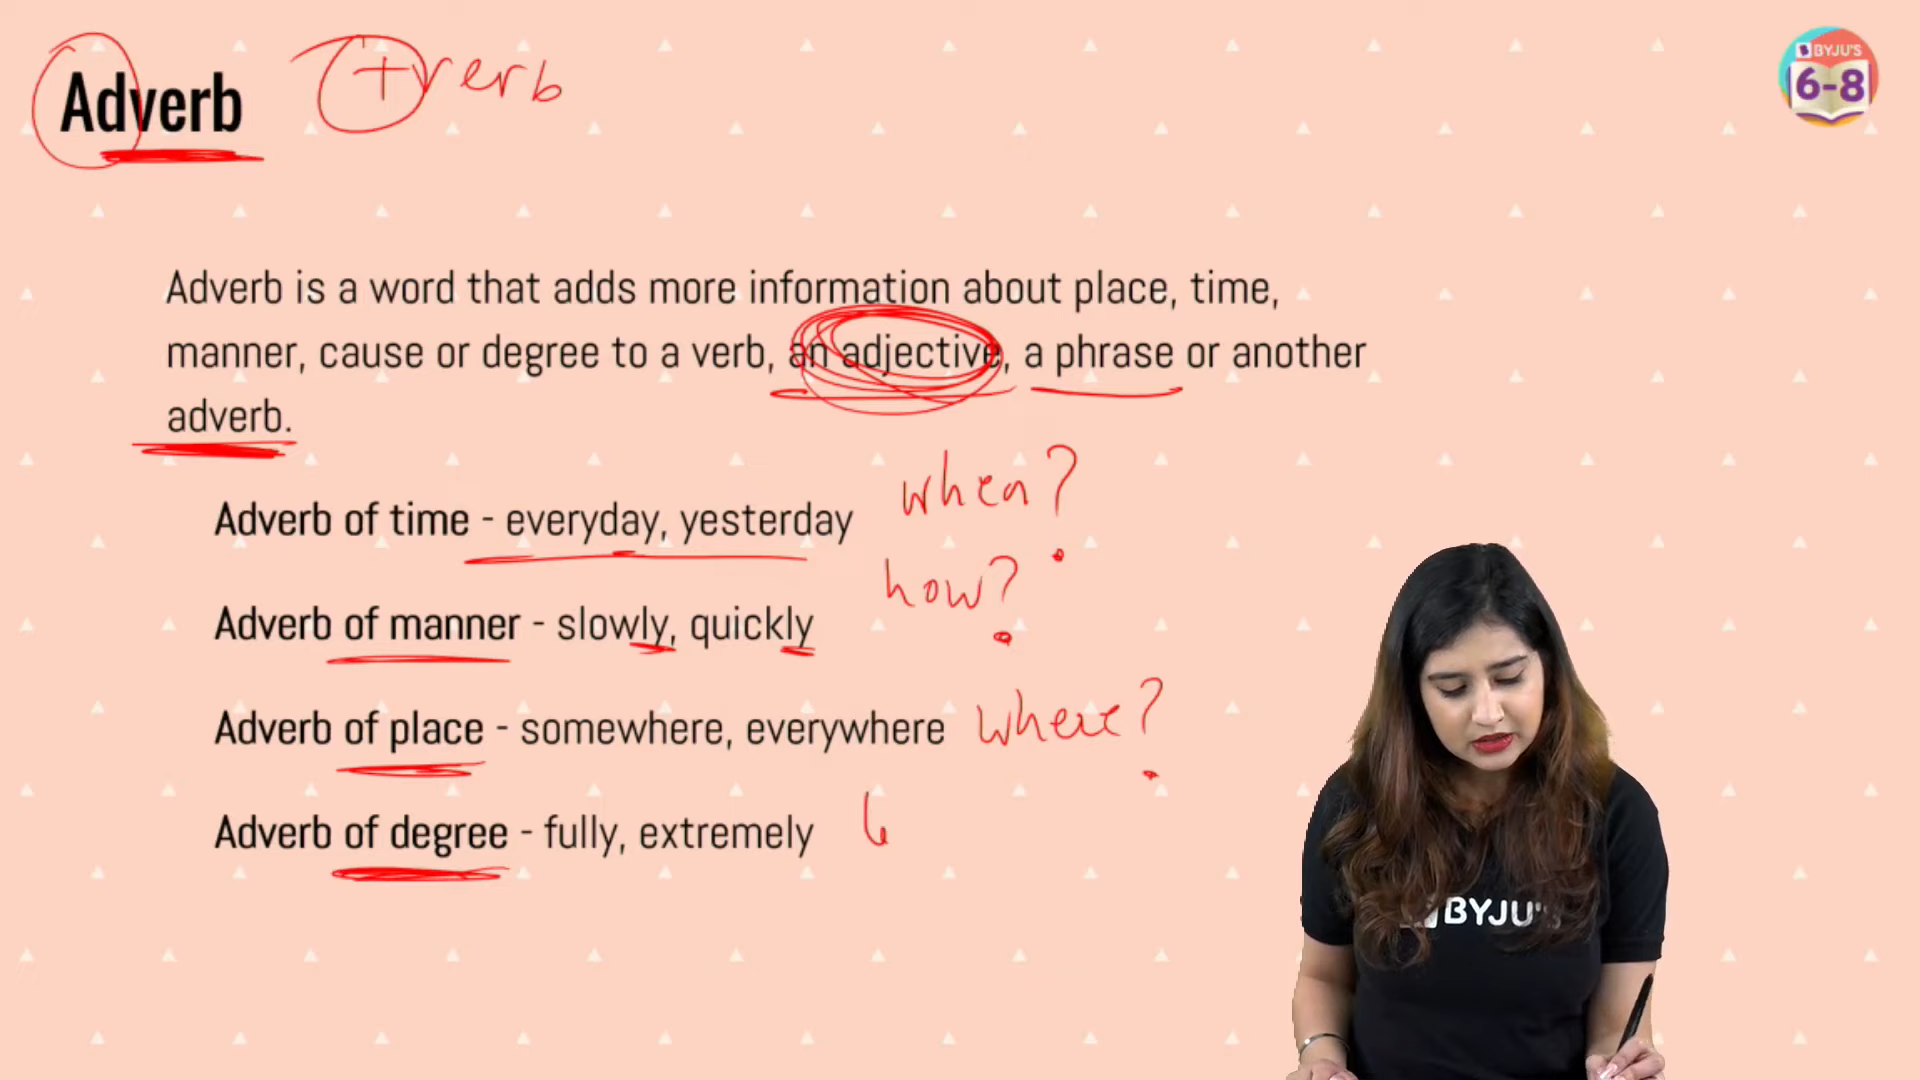 Adverb + verb
BYJU'S
6-8
Adverb is a word that adds more information about place, time,
manner, cause or degree to a verb, an adjective, a phrase or another
adverb.
when?
Adverb of time - everyday, yesterday
how?
Adverb of manner - slowly, quickly
Adverb of place - somewhere, everywhere where?
Adverb of degree - fully, extremely
BYJU'S